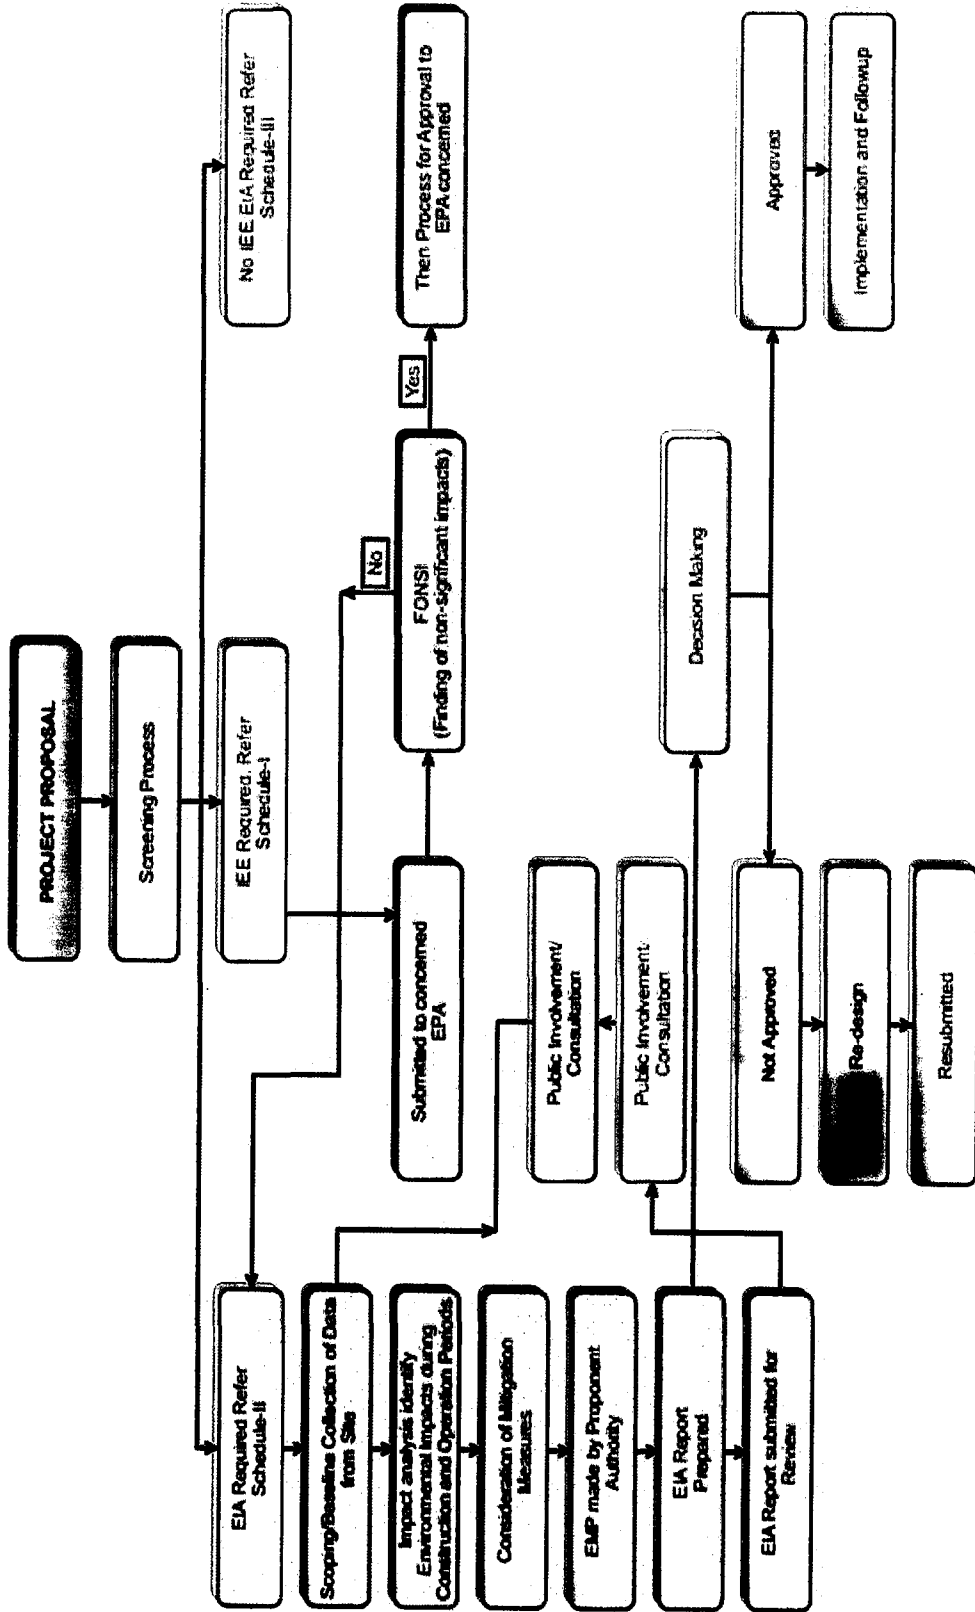 PROJECT PROPOSAL
Screening Process
EIA Required Refer
Schedule-II
IEE Required. Refer
Schedule-I
No IEE EIA Required Refer
Schedule-III
Scoping/Baseline Collection of Data
from Site
Impact analysis identify
Environmental Impacts during
Construction and Operation Periods
Consideration of Mitigation
Measures
EMP made by Proponent
Authority
EIA Report
Prepared
EIA Report submitted for
Review
Submitted to concerned
EPA
No
FONSI
(Finding of non-significant impacts)
Yes
Then Process for Approval to
EPA concerned
Public Involvement/
Consultation
Public Involvement/
Consultation
Decision Making
Not Approved
Re-design
Resubmitted
Approved
Implementation and Followup